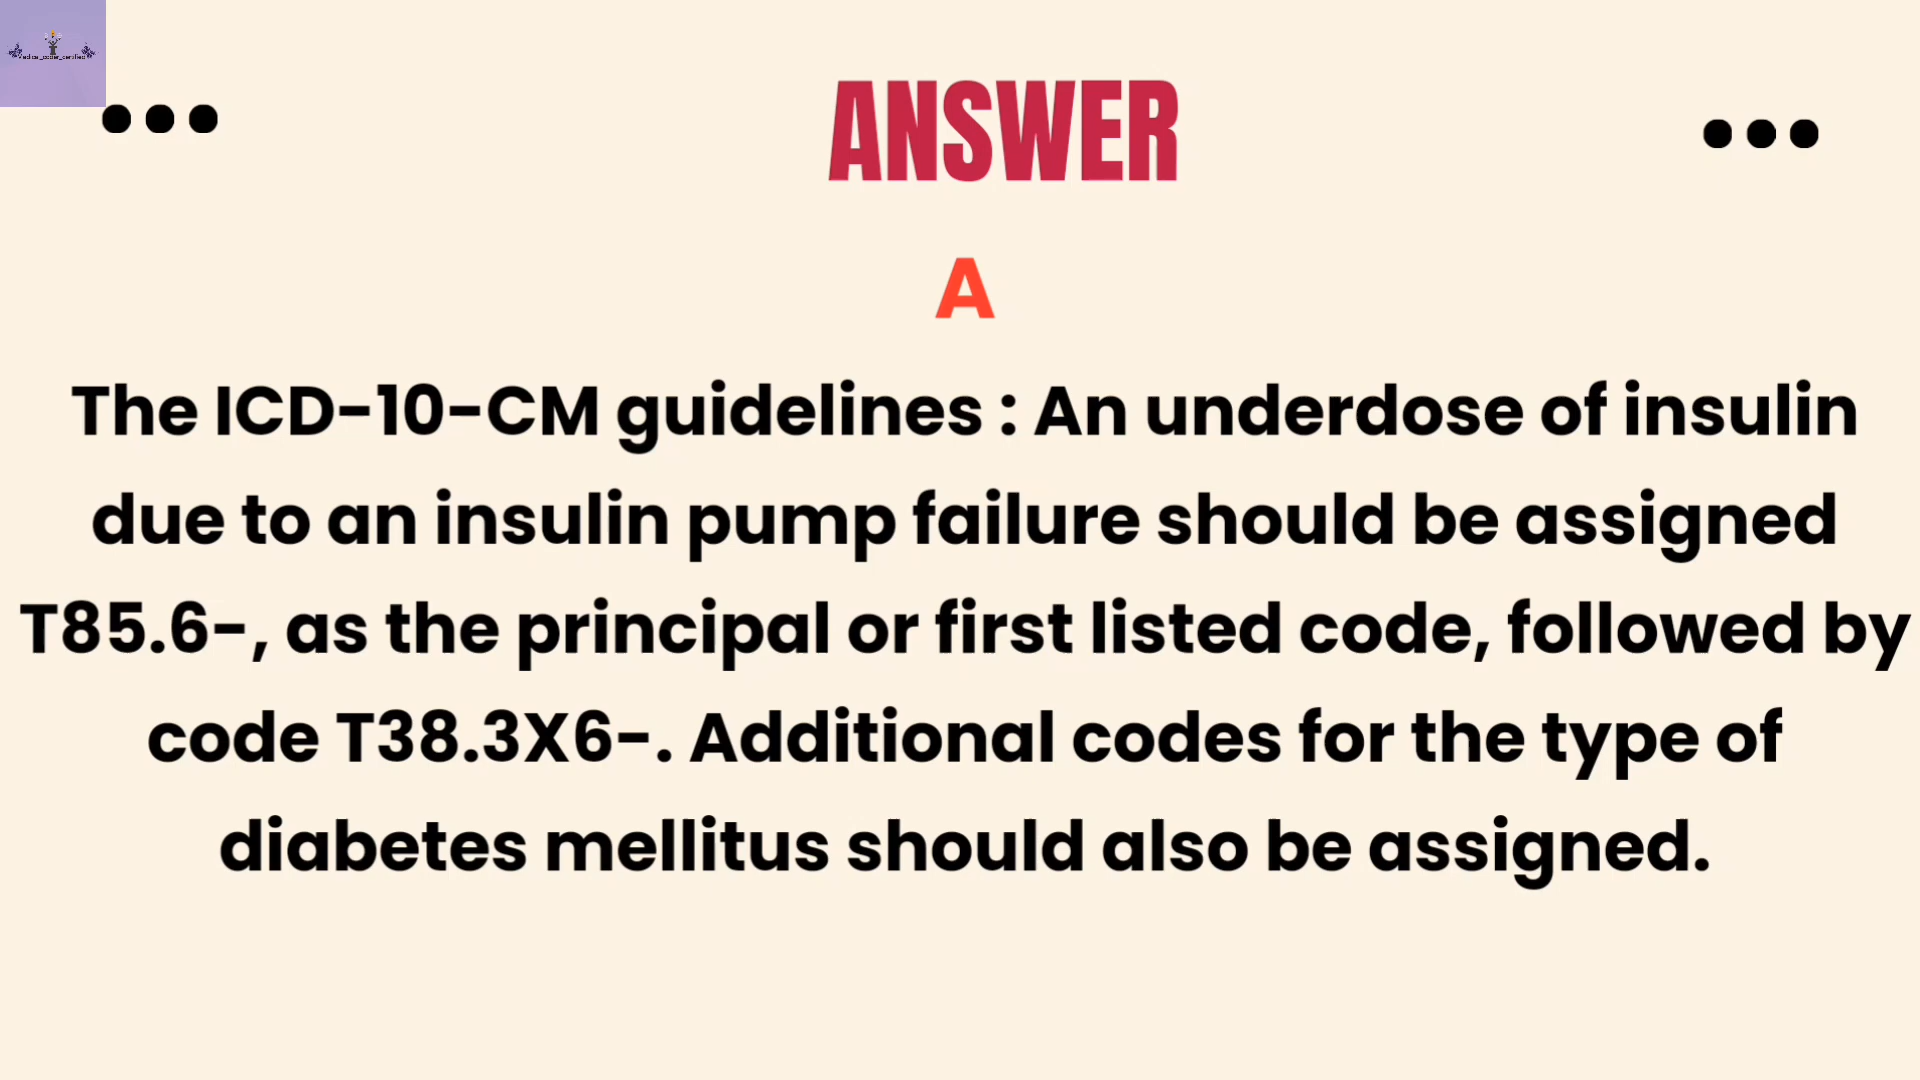 ANSWER
A
The ICD-10-CM guidelines : An underdose of insulin
due to an insulin pump failure should be assigned
T85.6-, as the principal or first listed code, followed by
code T38.3X6-. Additional codes for the type of
diabetes mellitus should also be assigned.